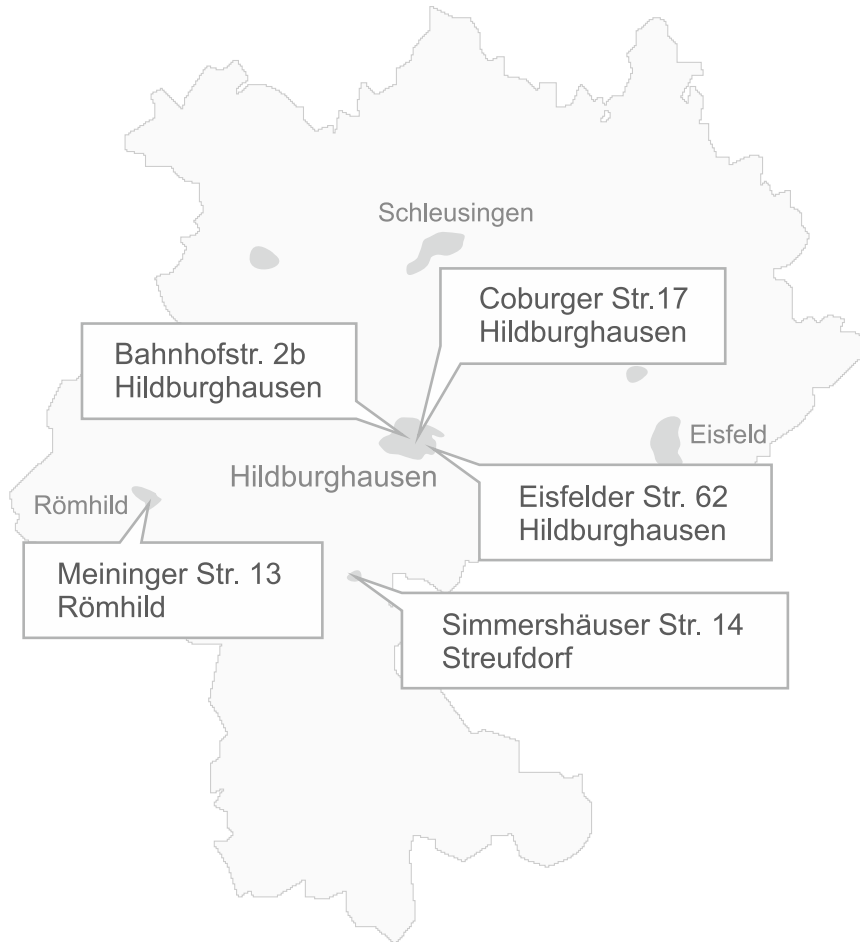 Schleusingen
Coburger Str.17
Hildburghausen
Bahnhofstr. 2b
Hildburghausen
Eisfeld
Hildburghausen
Eisfelder Str. 62
Hildburghausen
Römhild
Meininger Str. 13
Römhild
Simmershäuser Str. 14
Streufdorf